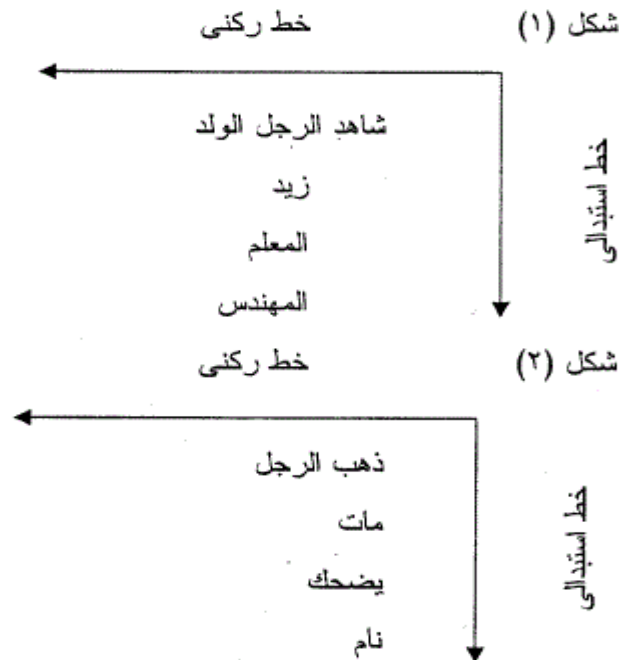 شكل (١) خط ركنى
خط استبدالى
شاهد الرجل الولد
زيد
المعلم
المهندس
شكل (٢) خط ركنى
خط استبدالى
ذهب الرجل
مات
يضحك
نام